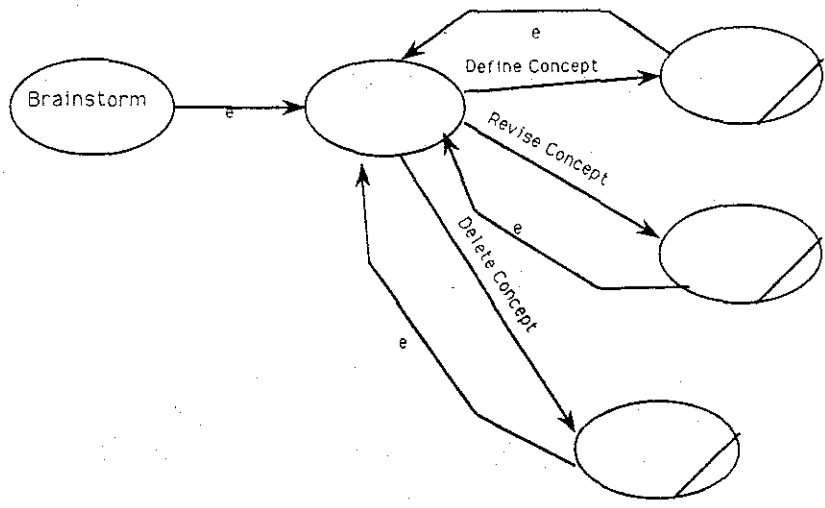 e
Define Concept
Brainstorm
e
Revise Concept
e
Delete Concept
e